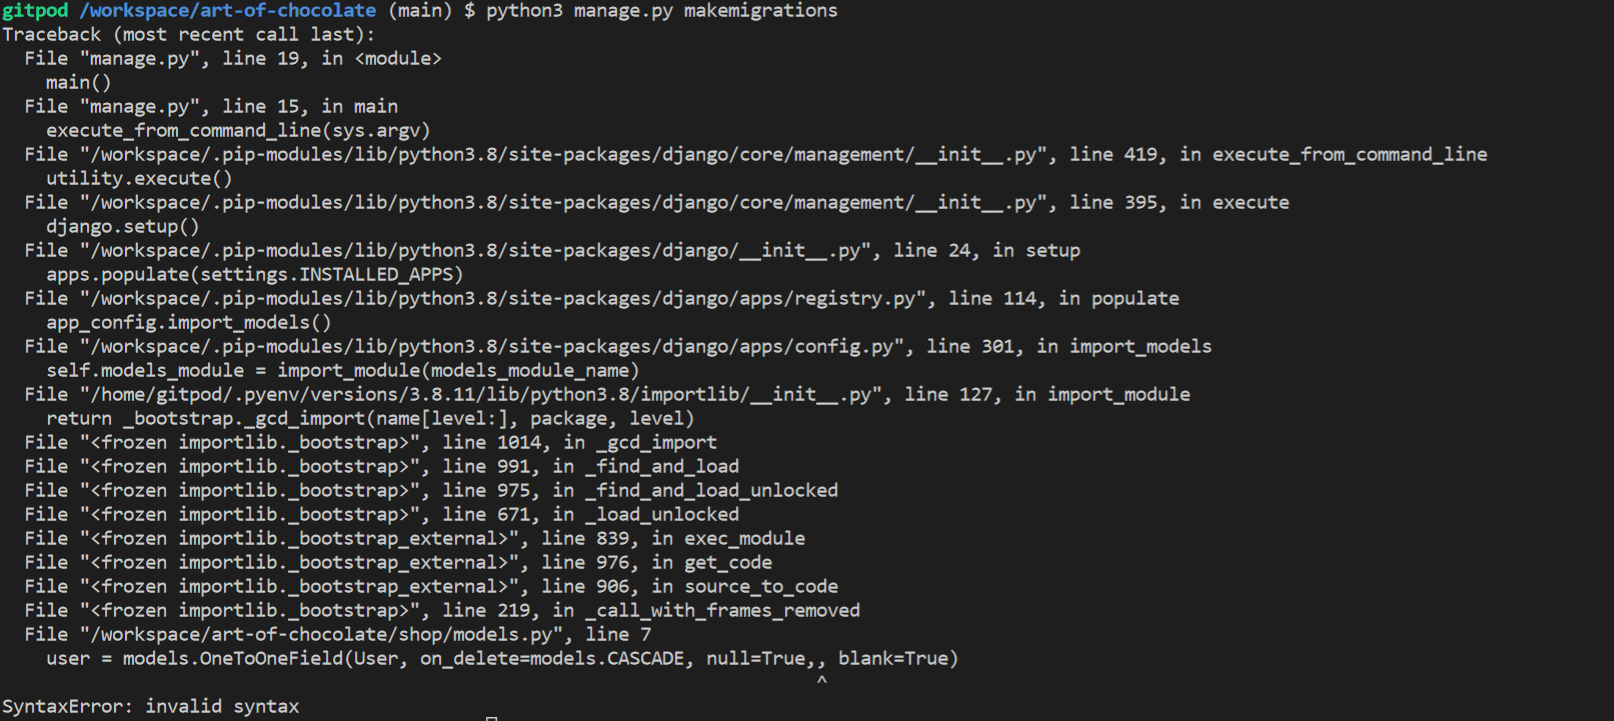 gitpod /workspace/art-of-chocolate (main) $ python3 manage.py makemigrations
Traceback (most recent call last):
  File "manage.py", line 19, in <module>
    main()
  File "manage.py", line 15, in main
    execute_from_command_line(sys.argv)
  File "/workspace/.pip-modules/lib/python3.8/site-packages/django/core/management/__init__.py", line 419, in execute_from_command_line
    utility.execute()
  File "/workspace/.pip-modules/lib/python3.8/site-packages/django/core/management/__init__.py", line 395, in execute
    django.setup()
  File "/workspace/.pip-modules/lib/python3.8/site-packages/django/__init__.py", line 24, in setup
    apps.populate(settings.INSTALLED_APPS)
  File "/workspace/.pip-modules/lib/python3.8/site-packages/django/apps/registry.py", line 114, in populate
    app_config.import_models()
  File "/workspace/.pip-modules/lib/python3.8/site-packages/django/apps/config.py", line 301, in import_models
    self.models_module = import_module(models_module_name)
  File "/home/gitpod/.pyenv/versions/3.8.11/lib/python3.8/importlib/__init__.py", line 127, in import_module
    return _bootstrap._gcd_import(name[level:], package, level)
  File "<frozen importlib._bootstrap>", line 1014, in _gcd_import
  File "<frozen importlib._bootstrap>", line 991, in _find_and_load
  File "<frozen importlib._bootstrap>", line 975, in _find_and_load_unlocked
  File "<frozen importlib._bootstrap>", line 671, in _load_unlocked
  File "<frozen importlib._bootstrap_external>", line 839, in exec_module
  File "<frozen importlib._bootstrap_external>", line 976, in get_code
  File "<frozen importlib._bootstrap_external>", line 906, in source_to_code
  File "<frozen importlib._bootstrap>", line 219, in _call_with_frames_removed
  File "/workspace/art-of-chocolate/shop/models.py", line 7
    user = models.OneToOneField(User, on_delete=models.CASCADE, null=True,, blank=True)
                                                                          ^
SyntaxError: invalid syntax